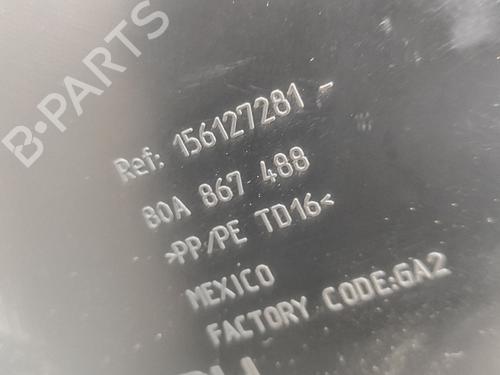 B-PARTS
Ref: 156127281 -
80A 867 488
>PP/PE TD16<
MEXICO
FACTORY CODE:GA2